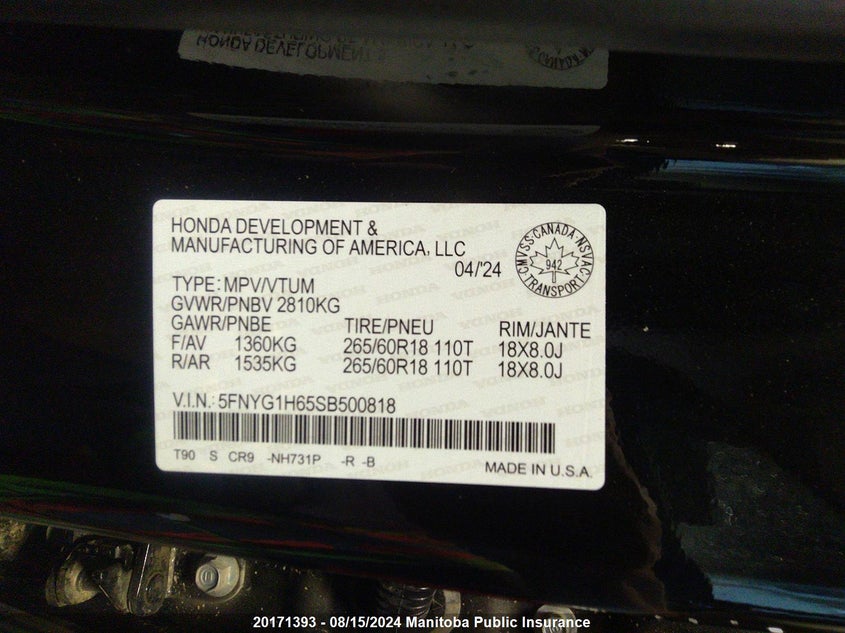 HONDA DEVELOPMENT
HONDA DEVELOPMENT &
MANUFACTURING OF AMERICA, LLC
04/'24
CMVSS CANADA NSVAC
942
TRANSPORT
TYPE: MPV/VTUM
GVWR/PNBV 2810KG
GAWR/PNBE TIRE/PNEU RIM/JANTE
F/AV 1360KG 265/60R18 110T 18X8.0J
R/AR 1535KG 265/60R18 110T 18X8.0J
V.I.N.: 5FNYG1H65SB500818
T90 S CR9 -NH731P -R -B
MADE IN U.S.A.
20171393 - 08/15/2024 Manitoba Public Insurance